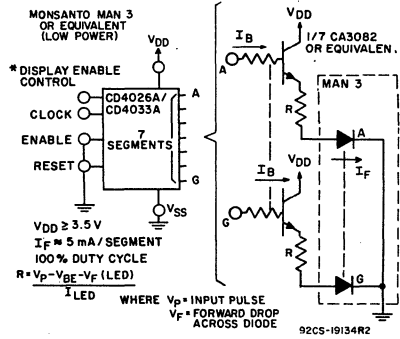 MONSANTO MAN 3
OR EQUIVALENT
(LOW POWER)
VDD
*DISPLAY ENABLE
CONTROL
CLOCK
ENABLE
RESET
CD4026A/
CD4033A
7
SEGMENTS
A
G
VSS
VDD ≥ 3.5 V
IF ≈ 5 mA/SEGMENT
100% DUTY CYCLE
R = VP-VBE-VF (LED)
ILED
WHERE VP = INPUT PULSE
VF = FORWARD DROP
ACROSS DIODE
IB
VDD
1/7 CA3082
OR EQUIVALEN.
A
R
MAN 3
A
IF
IB
VDD
G
R
G
92CS-19134R2